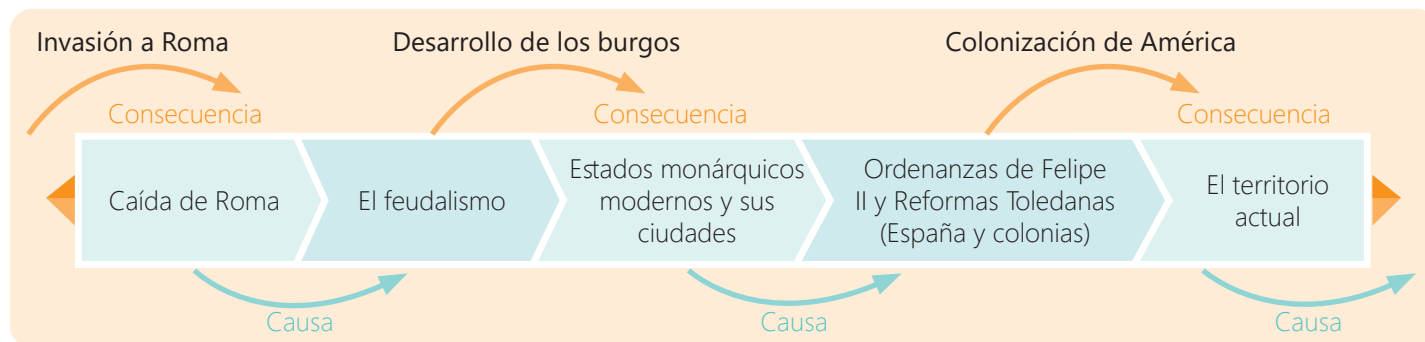 Invasión a Roma
Desarrollo de los burgos
Colonización de América
Consecuencia
Consecuencia
Consecuencia
Caída de Roma
El feudalismo
Estados monárquicos
modernos y sus
ciudades
Ordenanzas de Felipe
II y Reformas Toledanas
(España y colonias)
El territorio
actual
Causa
Causa
Causa